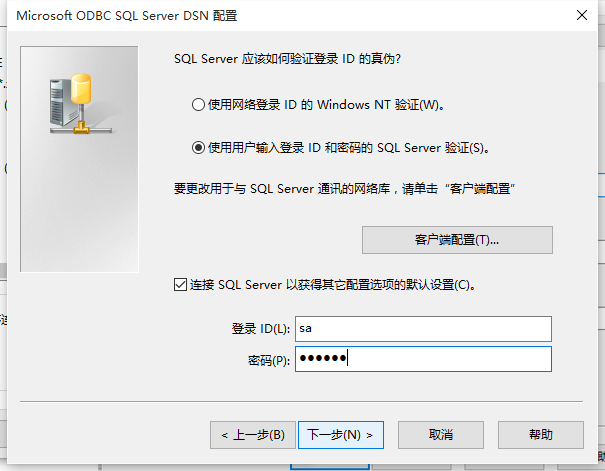 Microsoft ODBC SQL Server DSN 配置
SQL Server 应该如何验证登录 ID 的真伪?
使用网络登录 ID 的 Windows NT 验证(W)。
使用用户输入登录 ID 和密码的 SQL Server 验证(S)。
要更改用于与 SQL Server 通讯的网络库，请单击“客户端配置”
客户端配置(T)...
连接 SQL Server 以获得其它配置选项的默认设置(C)。
登录 ID(L): sa
密码(P): ●●●●●●
< 上一步(B) 下一步(N) > 取消 帮助